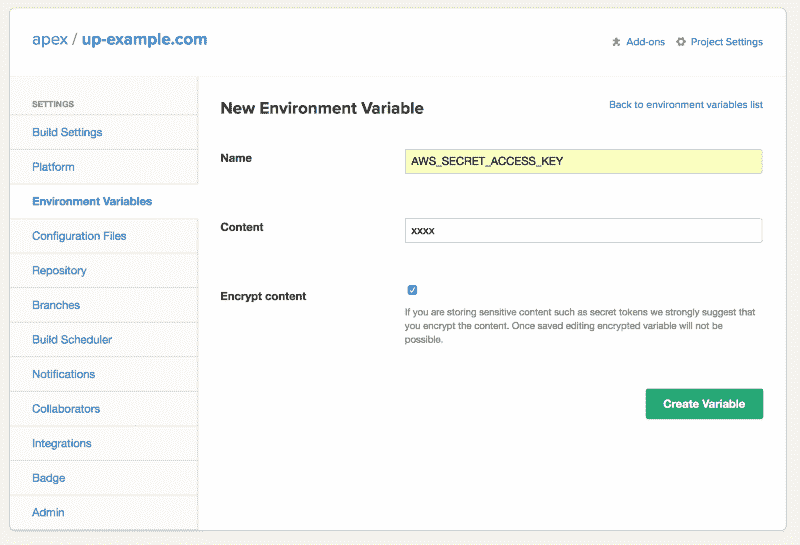 apex / up-example.com
Add-ons
Project Settings
SETTINGS
Build Settings
Platform
Environment Variables
Configuration Files
Repository
Branches
Build Scheduler
Notifications
Collaborators
Integrations
Badge
Admin
New Environment Variable
Back to environment variables list
Name
AWS_SECRET_ACCESS_KEY
Content
xxxx
Encrypt content
If you are storing sensitive content such as secret tokens we strongly suggest that
you encrypt the content. Once saved editing encrypted variable will not be
possible.
Create Variable